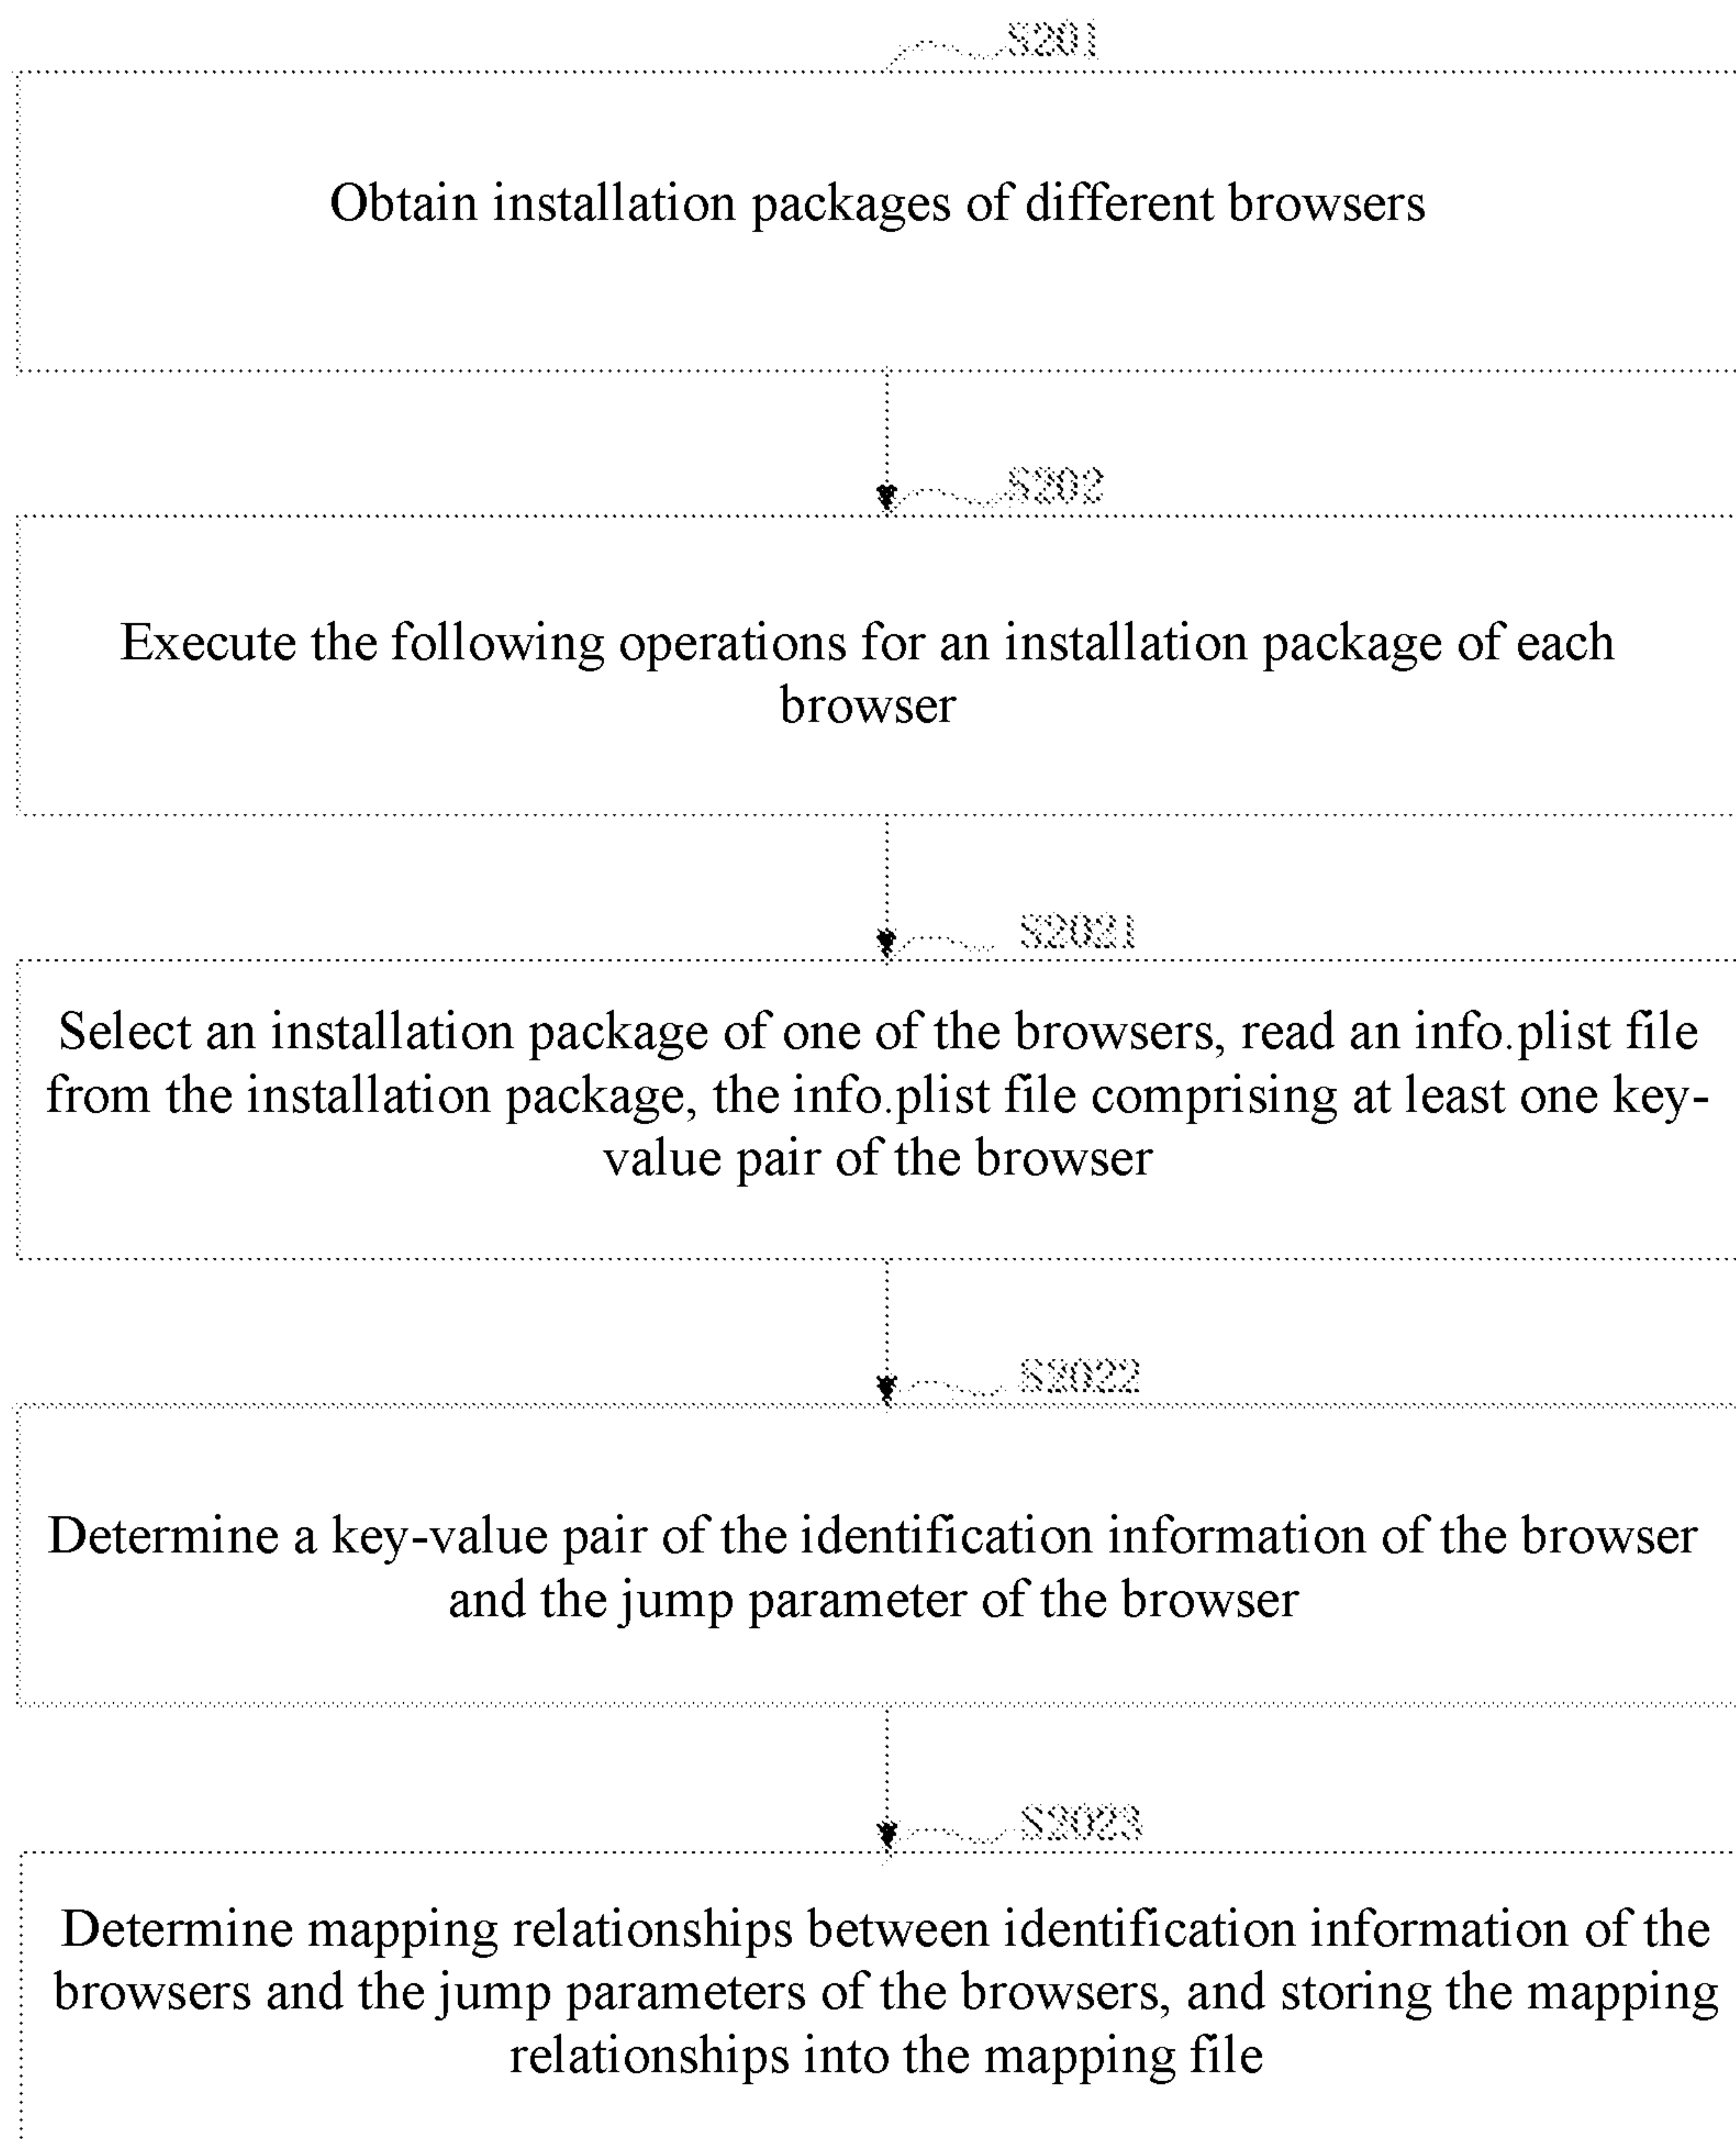 S201
Obtain installation packages of different browsers
S202
Execute the following operations for an installation package of each
browser
S2021
Select an installation package of one of the browsers, read an info.plist file
from the installation package, the info.plist file comprising at least one key-
value pair of the browser
S2022
Determine a key-value pair of the identification information of the browser
and the jump parameter of the browser
S2023
Determine mapping relationships between identification information of the
browsers and the jump parameters of the browsers, and storing the mapping
relationships into the mapping file